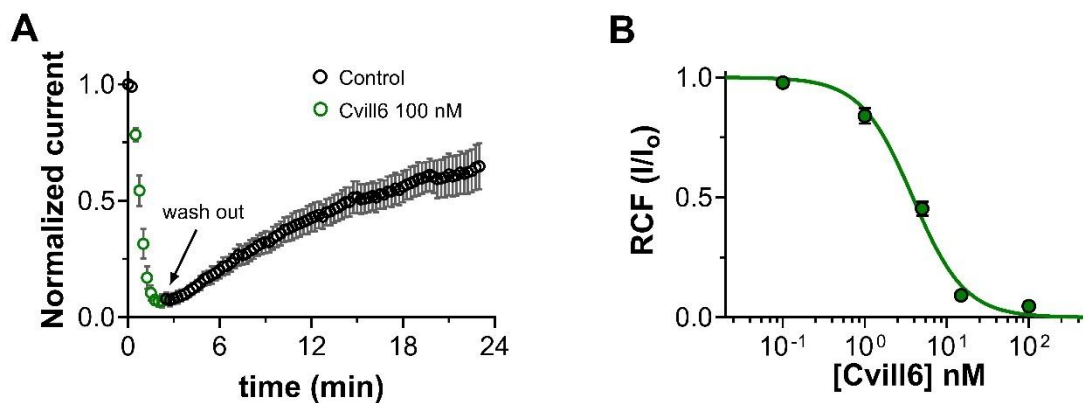 A
Normalized current
1.0
0.5
0.0
Control
Cvill6 100 nM
wash out
0
6
12
18
24
time (min)
B
RCF (I/I₀)
1.0
0.5
0.0
10⁻¹
10⁰
10¹
10²
[Cvill6] nM